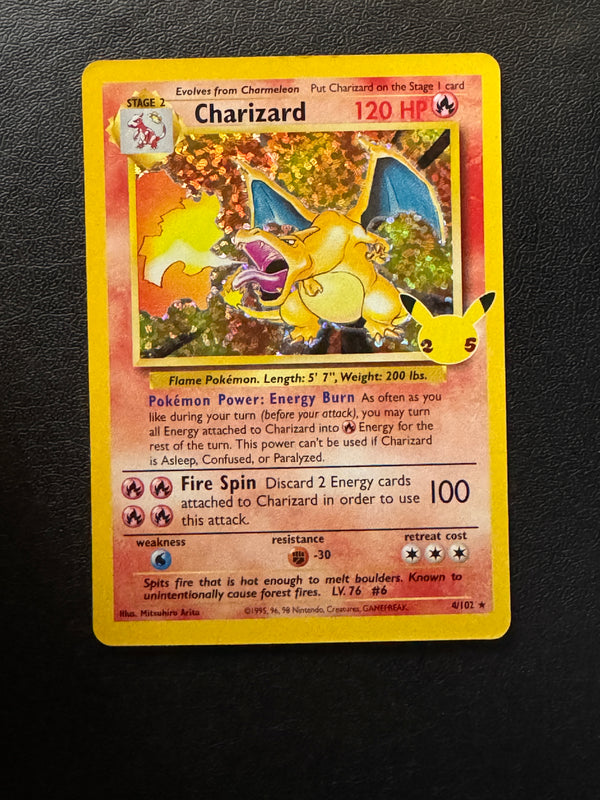 Evolves from Charmeleon Put Charizard on the Stage 1 card
STAGE 2
Charizard 120 HP
2 5
Flame Pokémon. Length: 5' 7", Weight: 200 lbs.
Pokémon Power: Energy Burn As often as you
like during your turn (before your attack), you may turn
all Energy attached to Charizard into Energy for the
rest of the turn. This power can't be used if Charizard
is Asleep, Confused, or Paralyzed.
Fire Spin Discard 2 Energy cards
attached to Charizard in order to use 100
this attack.
weakness resistance retreat cost
-30
Spits fire that is hot enough to melt boulders. Known to
unintentionally cause forest fires. LV. 76 #6
Illus. Mitsuhiro Arita ©1995, 96, 98 Nintendo, Creatures, GAMEFREAK. 4/102 ★